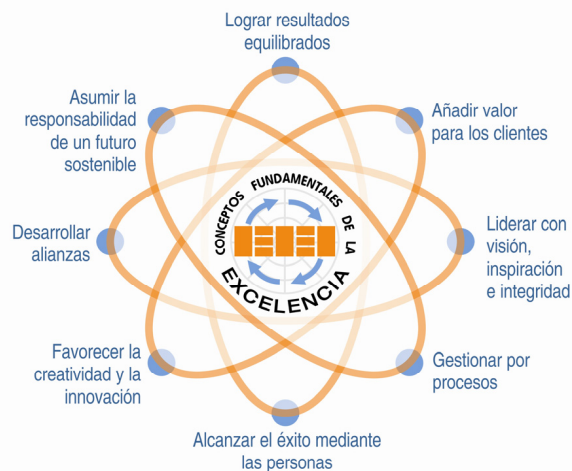 Lograr resultados
equilibrados
Añadir valor
para los clientes
Liderar con
visión,
inspiración
e integridad
Gestionar por
procesos
Alcanzar el éxito mediante
las personas
Favorecer la
creatividad y la
innovación
Desarrollar
alianzas
Asumir la
responsabilidad
de un futuro
sostenible
CONCEPTOS FUNDAMENTALES DE LA
EXCELENCIA